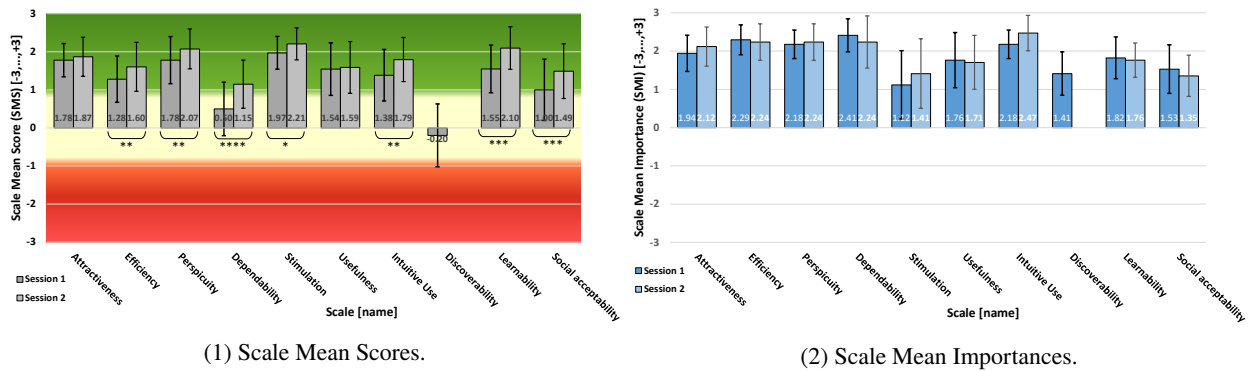 Scale Mean Score (SMS) [-3,...,+3]
3
2
1
0
-1
-2
-3
1.78 1.87 1.28 1.60 1.78 2.07 0.50 1.15 1.97 2.21 1.54 1.59 1.38 1.79 -0.20 1.55 2.10 1.00 1.49
** ** **** * ** *** ***
Attractiveness
Efficiency
Perspicuity
Dependability
Stimulation
Usefulness
Intuitive Use
Discoverability
Learnability
Social acceptability
Session 1
Session 2
Scale [name]
(1) Scale Mean Scores.
Scale Mean Importance (SMI) [-3,...,+3]
3
2
1
0
-1
-2
-3
1.94 2.12 2.29 2.24 2.18 2.24 2.41 2.24 1.12 1.41 1.76 1.71 2.18 2.47 1.41 1.82 1.76 1.53 1.35
Attractiveness
Efficiency
Perspicuity
Dependability
Stimulation
Usefulness
Intuitive Use
Discoverability
Learnability
Social acceptability
Session 1
Session 2
Scale [name]
(2) Scale Mean Importances.